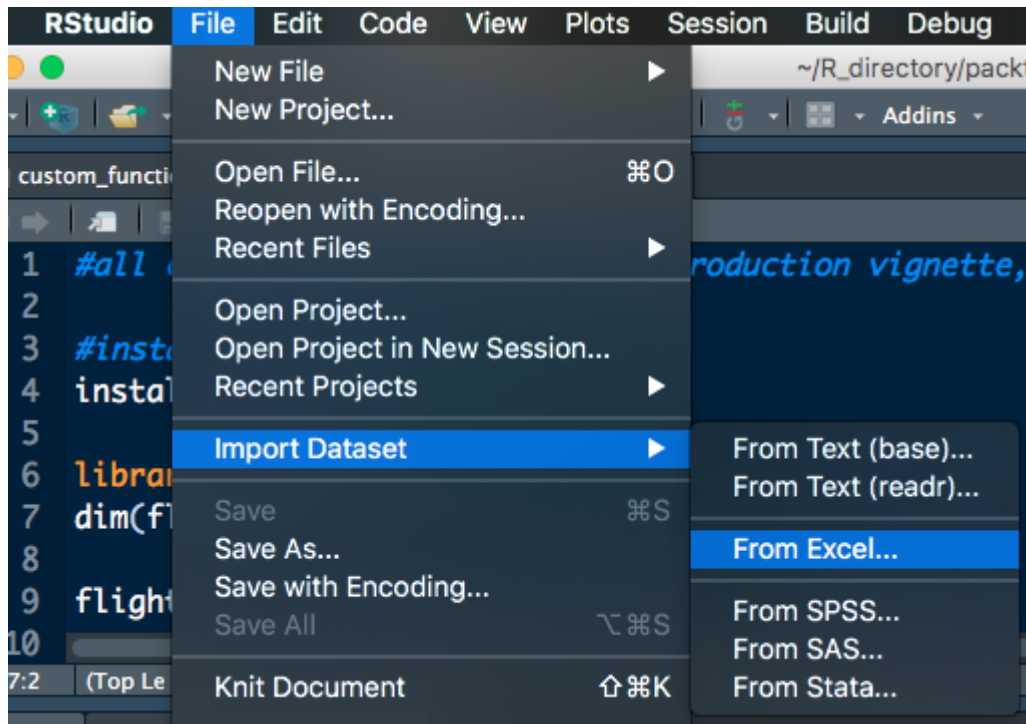 RStudio File Edit Code View Plots Session Build Debug
~/R_directory/packt
New File ▶
New Project...
Addins
Open File... ⌘O
custom_functi
Reopen with Encoding...
Recent Files ▶
1 #all roduction vignette,
2
Open Project...
3 #inst
Open Project in New Session...
4 instal
Recent Projects ▶
5
Import Dataset ▶
From Text (base)...
6 librar
From Text (readr)...
7 dim(fl
Save ⌘S
8
Save As...
From Excel...
Save with Encoding...
9 flight
Save All ⌥⌘S
From SPSS...
10
From SAS...
7:2 (Top Le
Knit Document ⇧⌘K
From Stata...